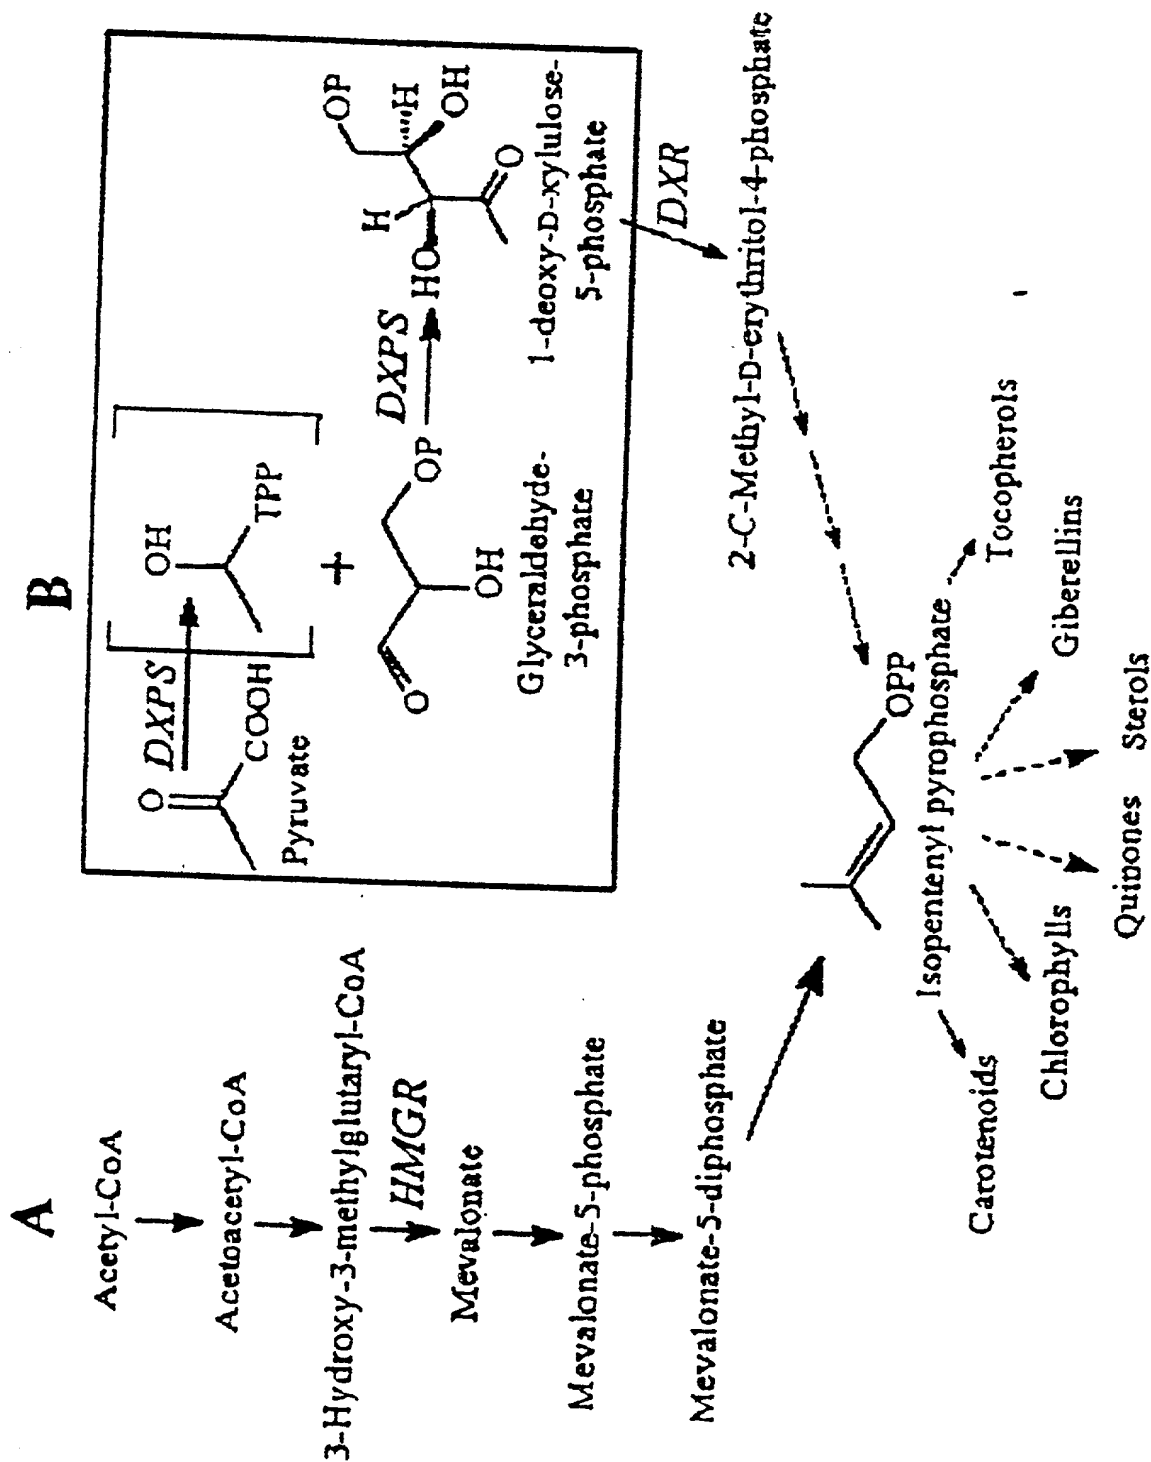 A
Acetyl-CoA
Acetoacetyl-CoA
3-Hydroxy-3-methylglutaryl-CoA
HMGR
Mevalonate
Mevalonate-5-phosphate
Mevalonate-5-diphosphate
B
DXPS
O
COOH
Pyruvate
OH
TPP
+
O
OH
OP
Glyceraldehyde-
3-phosphate
DXPS
OP
H
OH
H
HO
O
1-deoxy-D-xylulose-
5-phosphate
DXR
2-C-Methyl-D-erythritol-4-phosphate
OPP
Isopentenyl pyrophosphate
Carotenoids
Chlorophylls
Quinones
Sterols
Giberellins
Tocopherols